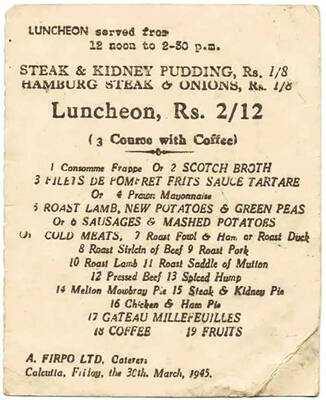 LUNCHEON served from
12 noon to 2-30 p.m.
STEAK & KIDNEY PUDDING, Rs. 1/8
HAMBURG STEAK & ONIONS, Rs. 1/8
Luncheon, Rs. 2/12
( 3 Course with Coffee)
1 Consomme Frappe Or 2 SCOTCH BROTH
3 FILETS DE POMFRET FRITS SAUCE TARTARE
Or 4 Prawn Mayonnaise
5 ROAST LAMB, NEW POTATOES & GREEN PEAS
Or 6 SAUSAGES & MASHED POTATOES
Or COLD MEATS, 7 Roast Fowl & Ham or Roast Duck
8 Roast Sirloin of Beef 9 Roast Pork
10 Roast Lamb 11 Roast Saddle of Mutton
12 Pressed Beef 13 Spiced Hump
14 Melton Mowbray Pie 15 Steak & Kidney Pie
16 Chicken & Ham Pie
17 GATEAU MILLEFEUILLES
18 COFFEE 19 FRUITS
A. FIRPO LTD, Caterers
Calcutta, Friday, the 30th. March, 1945.